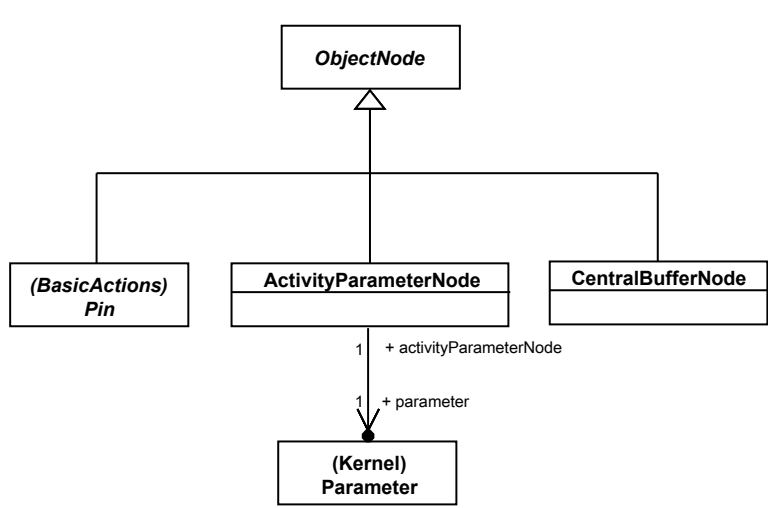 ObjectNode
(BasicActions)
Pin
ActivityParameterNode
CentralBufferNode
1 + activityParameterNode
1 + parameter
(Kernel)
Parameter